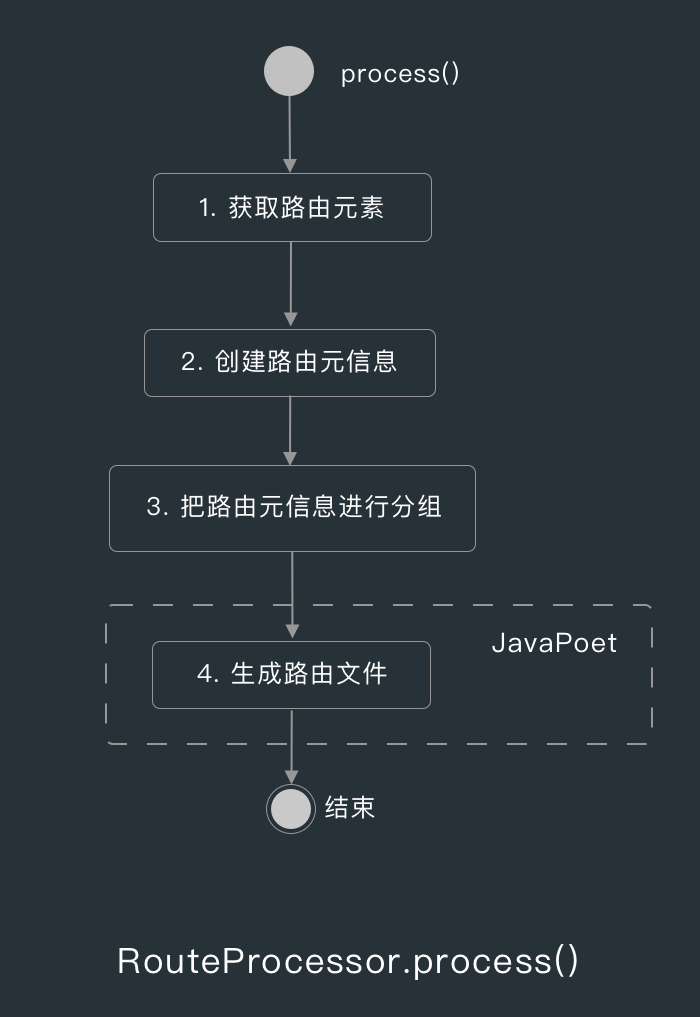 process()
1. 获取路由元素
2. 创建路由元信息
3. 把路由元信息进行分组
JavaPoet
4. 生成路由文件
结束
RouteProcessor.process()